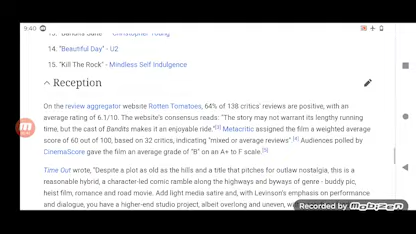 9:40
13. "Bandits Suite" - Christopher Young
14. "Beautiful Day" - U2
15. "Kill The Rock" - Mindless Self Indulgence
Reception
On the review aggregator website Rotten Tomatoes, 64% of 138 critics' reviews are positive, with an
average rating of 6.1/10. The website's consensus reads: "The story may not warrant its lengthy running
time, but the cast of Bandits makes it an enjoyable ride."[3] Metacritic assigned the film a weighted average
score of 60 out of 100, based on 32 critics, indicating "mixed or average reviews".[4] Audiences polled by
CinemaScore gave the film an average grade of "B" on an A+ to F scale.[5]
Time Out wrote, "Despite a plot as old as the hills and a title that pitches for outlaw nostalgia, this is a
reasonable hybrid, a character-led comic ramble along the highways and byways of genre - buddy pic,
heist film, romance and road movie. Add light media satire and, with Levinson's emphasis on performance
and dialogue, you have a higher-end studio project, albeit overlong and uneven, wa
Recorded by Mobizen